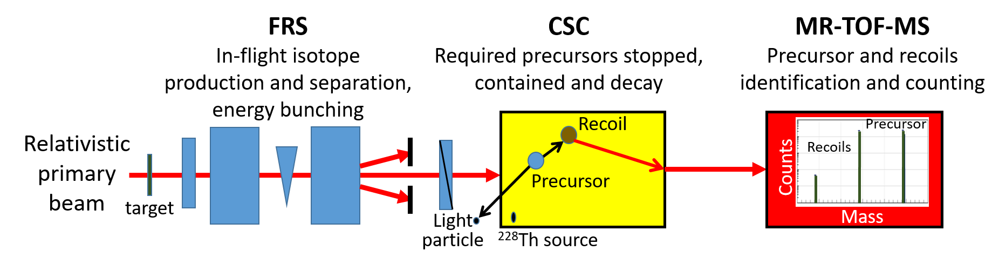 FRS
In-flight isotope
production and separation,
energy bunching
CSC
Required precursors stopped,
contained and decay
MR-TOF-MS
Precursor and recoils
identification and counting
Relativistic
primary
beam
target
Light
particle
Recoil
Precursor
²²⁸Th source
Precursor
Recoils
Counts
Mass